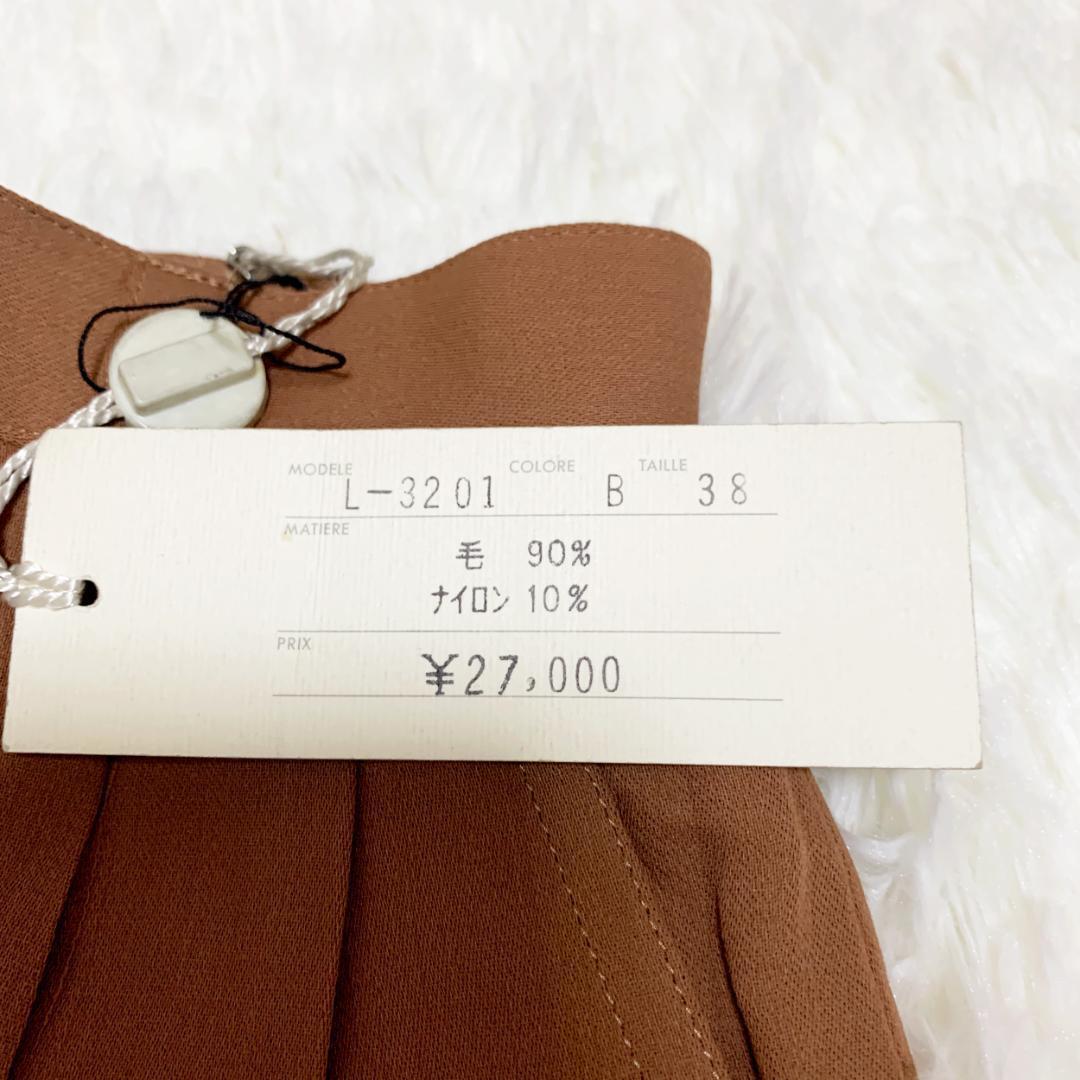 MODELE L-3201 COLORE B TAILLE 38
MATIERE
毛 90%
ナイロン 10%
PRIX
¥27,000